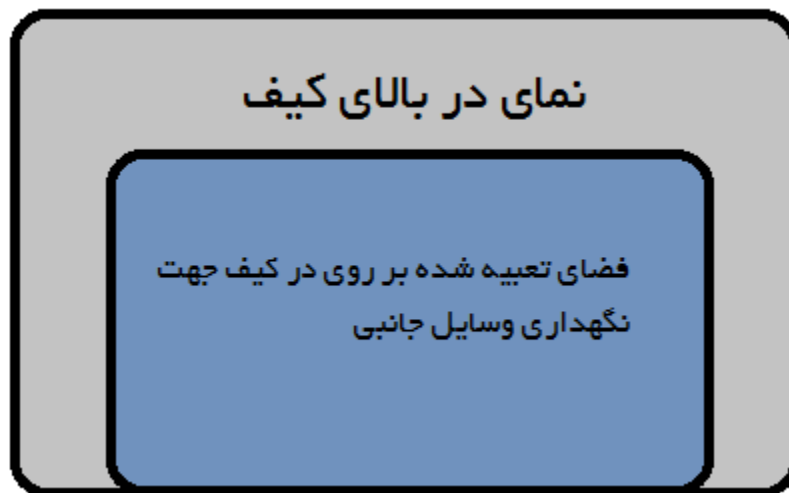 نمای در بالای کیف
فضای تعبیه شده بر روی در کیف جهت
نگهداری وسایل جانبی